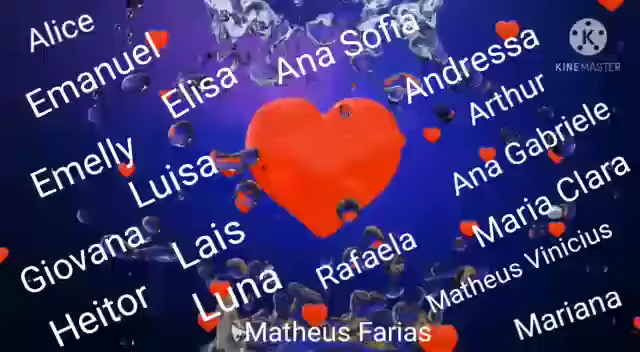 Alice
Emanuel
Elisa
Ana Sofia
Andressa
Arthur
KINEMASTER
Emelly
Luisa
Ana Gabriele
Giovana
Lais
Rafaela
Maria Clara
Heitor
Luna
Matheus Vinicius
Matheus Farias
Mariana